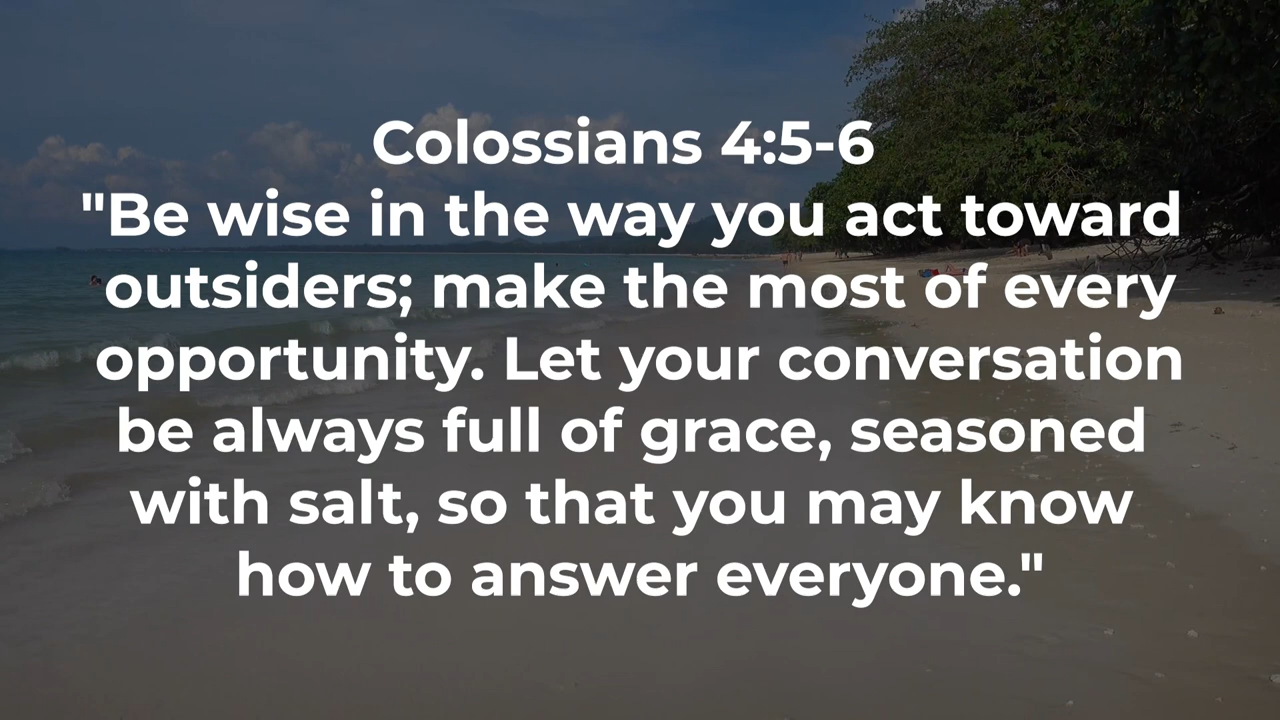 Colossians 4:5-6
"Be wise in the way you act toward
outsiders; make the most of every
opportunity. Let your conversation
be always full of grace, seasoned
with salt, so that you may know
how to answer everyone."